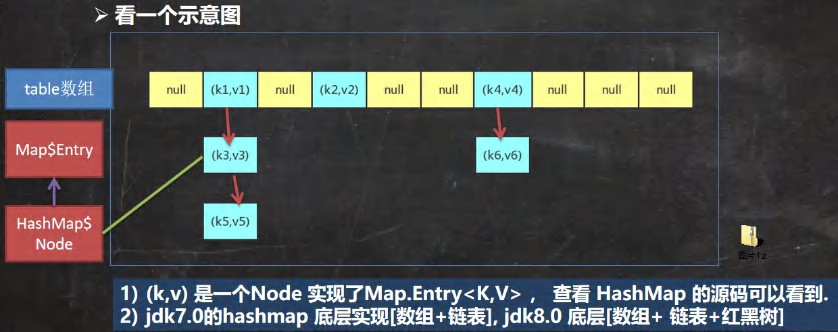 ➢ 看一个示意图
table数组
null
(k1,v1)
null
(k2,v2)
null
null
(k4,v4)
null
null
null
Map$Entry
(k3,v3)
(k6,v6)
HashMap$
Node
(k5,v5)
1) (k,v) 是一个Node 实现了Map.Entry<K,V> ， 查看 HashMap 的源码可以看到.
2) jdk7.0的hashmap 底层实现[数组+链表], jdk8.0 底层[数组+ 链表+红黑树]